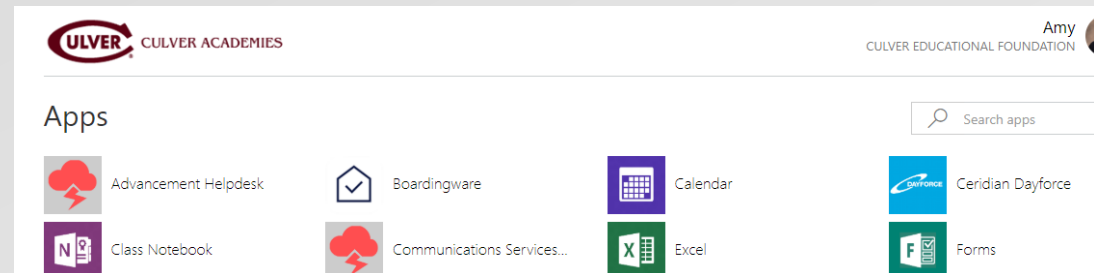 CULVER CULVER ACADEMIES
Amy
CULVER EDUCATIONAL FOUNDATION
Apps
Search apps
Advancement Helpdesk
Boardingware
Calendar
DAYFORCE Ceridian Dayforce
N Class Notebook
Communications Services...
X Excel
F Forms